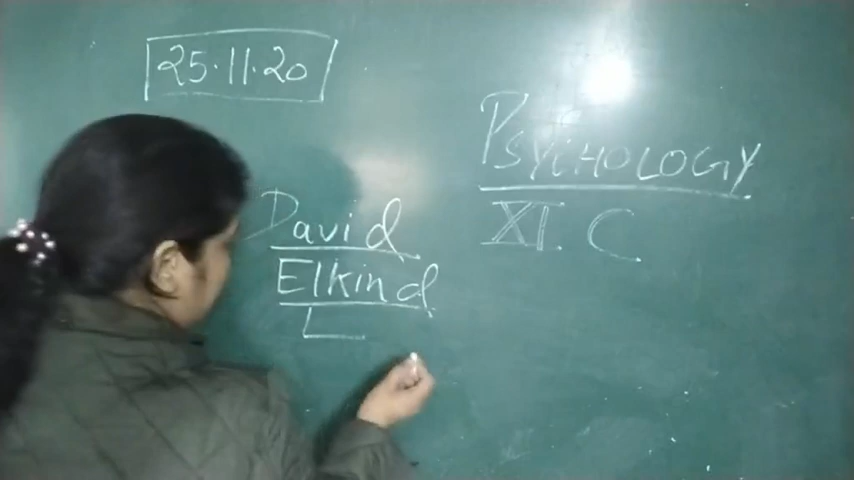 25.11.20
PSYCHOLOGY
XI. C
David
Elkind